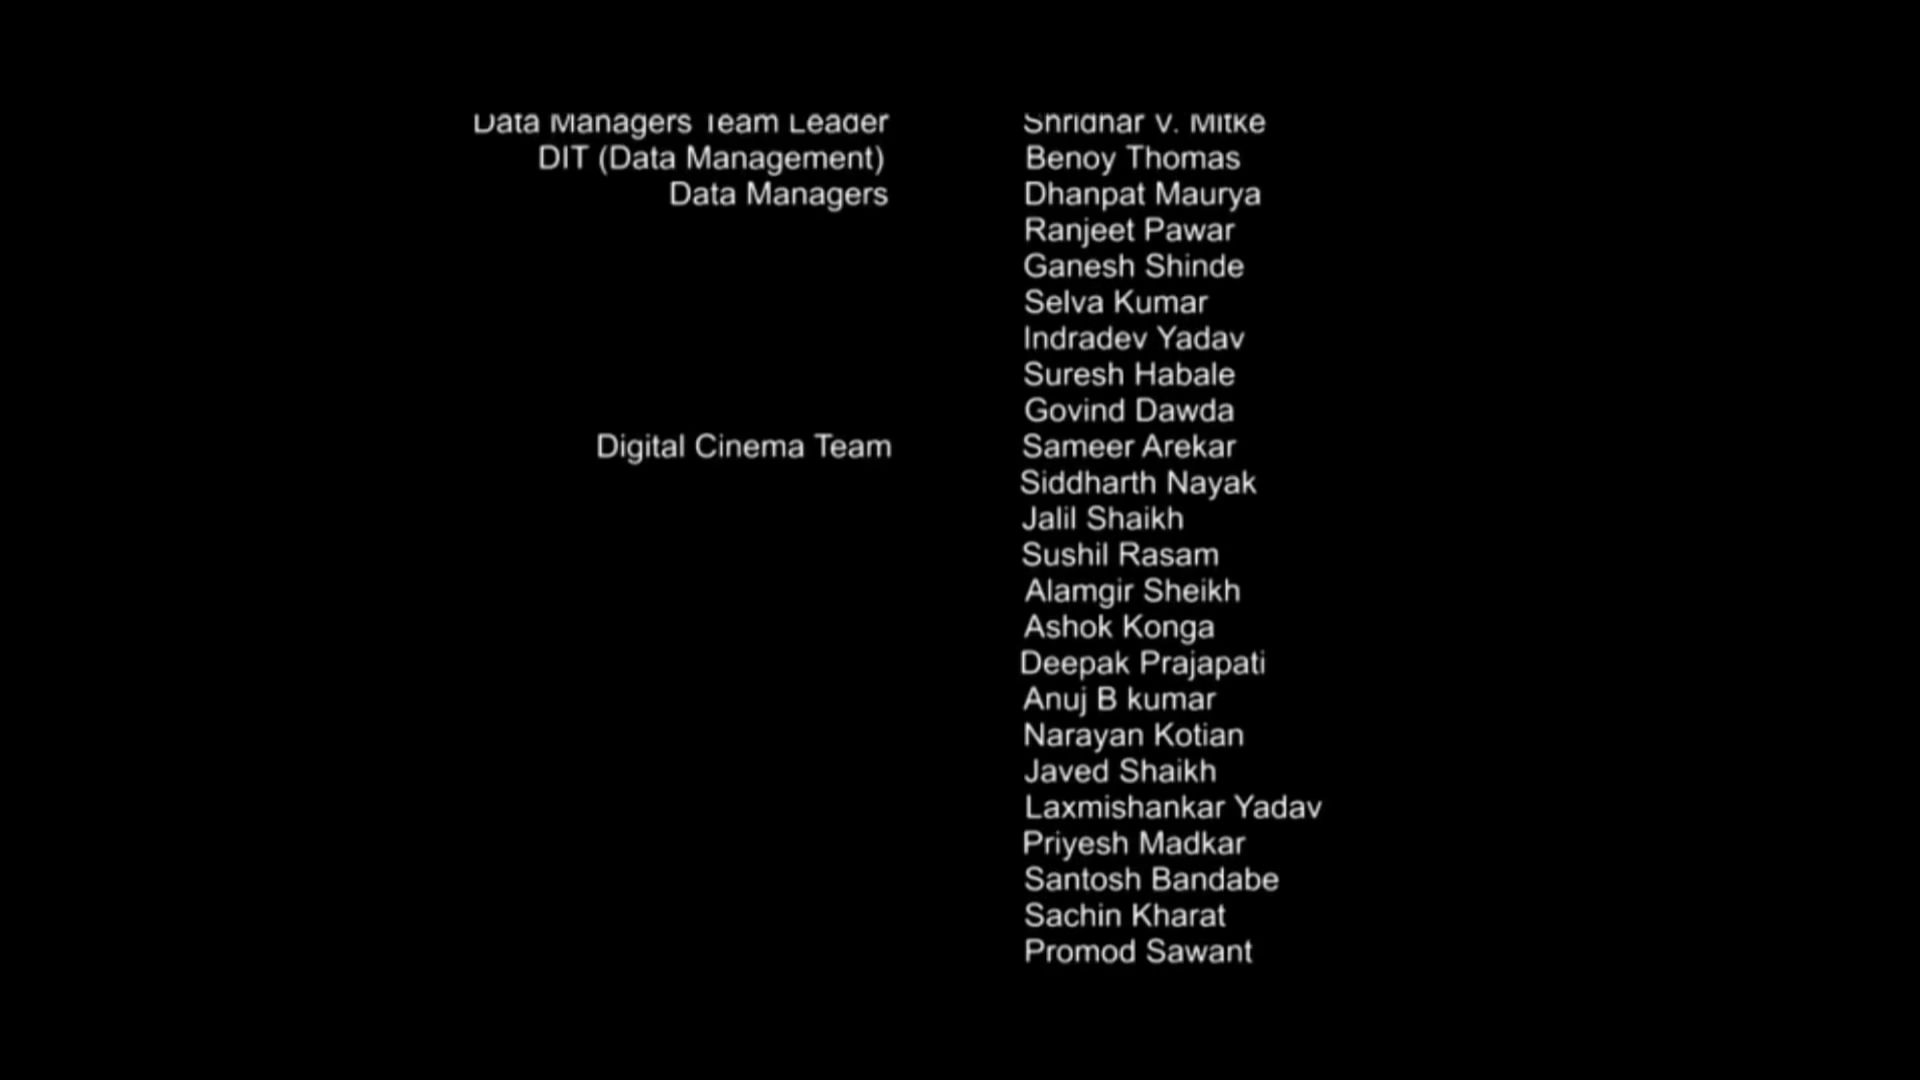 Data Managers Team Leader Shridhar V. Mitke
DIT (Data Management) Benoy Thomas
Data Managers Dhanpat Maurya
Ranjeet Pawar
Ganesh Shinde
Selva Kumar
Indradev Yadav
Suresh Habale
Govind Dawda
Digital Cinema Team Sameer Arekar
Siddharth Nayak
Jalil Shaikh
Sushil Rasam
Alamgir Sheikh
Ashok Konga
Deepak Prajapati
Anuj B kumar
Narayan Kotian
Javed Shaikh
Laxmishankar Yadav
Priyesh Madkar
Santosh Bandabe
Sachin Kharat
Promod Sawant